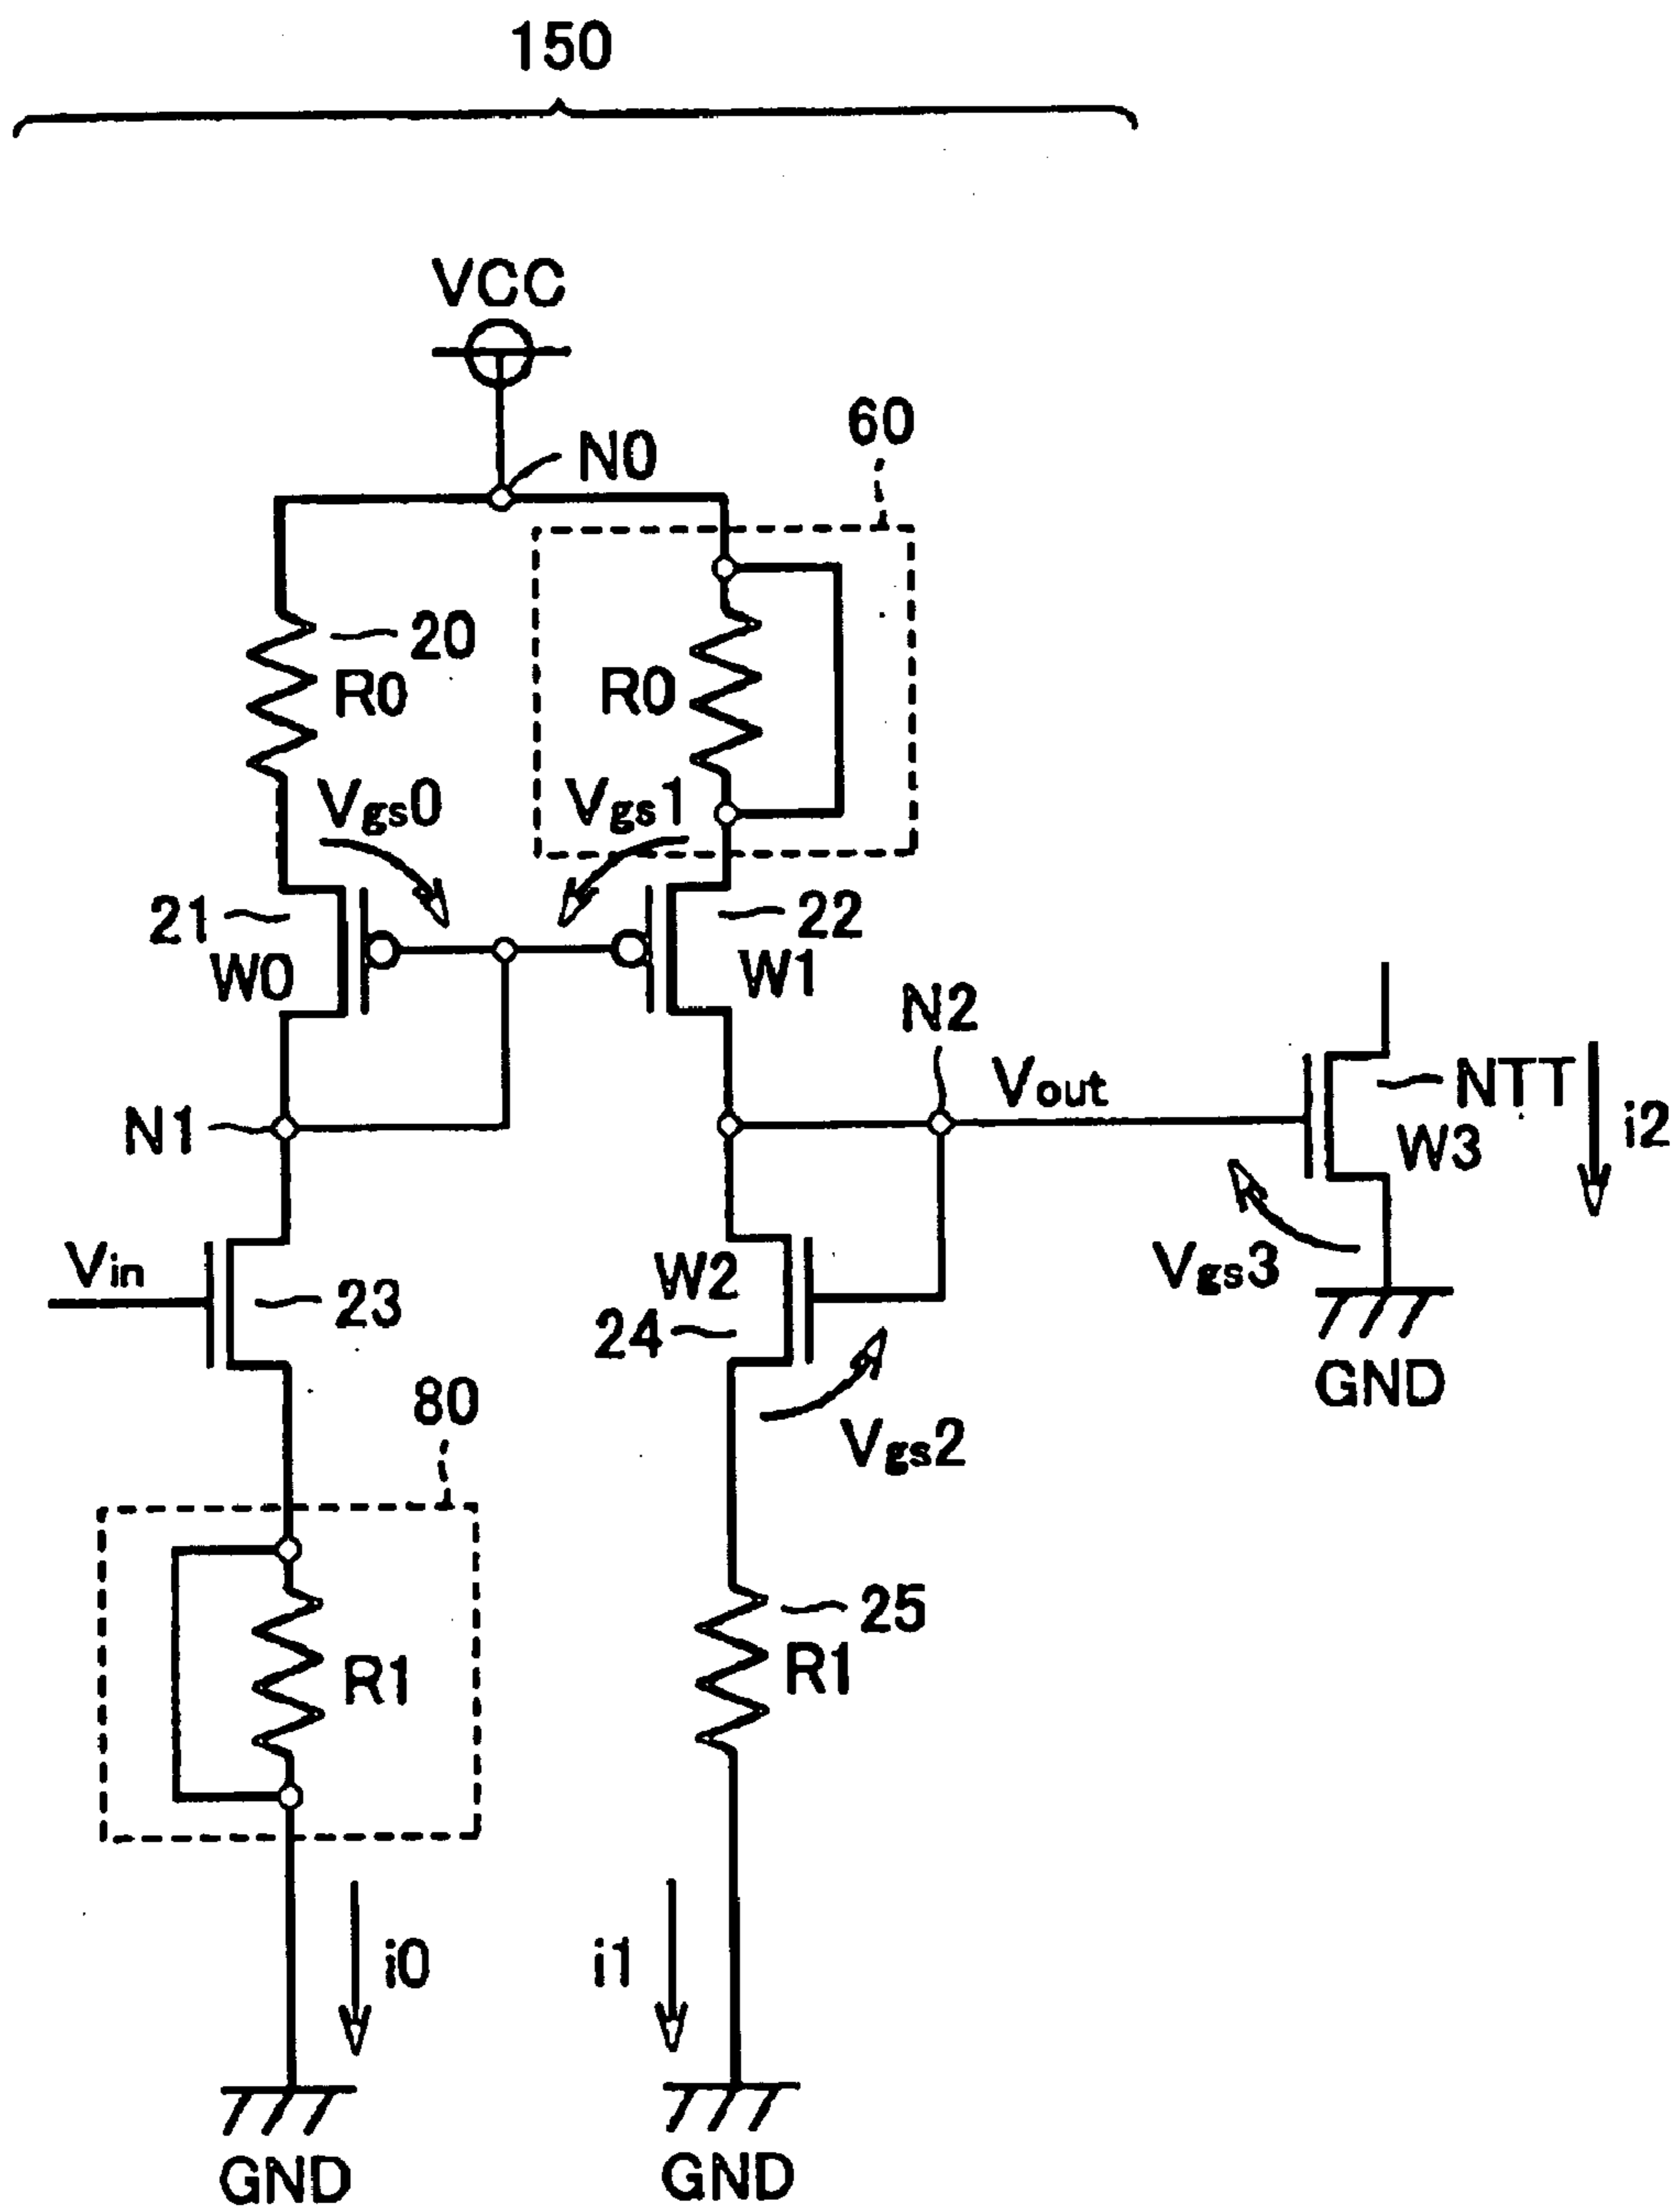 150
VCC
N0
60
20
R0
R0
Vgs0
Vgs1
21
W0
22
W1
N2
Vout
NTT
W3
i2
N1
Vin
23
W2
24
Vgs3
GND
80
Vgs2
25
R1
R1
i0
i1
GND
GND